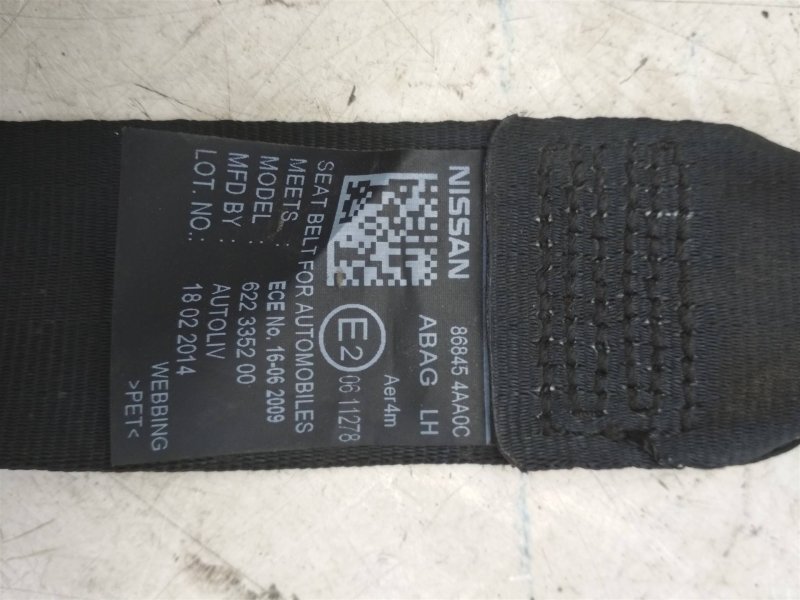 NISSAN 86845 4AA0C
ABAG LH
Aer4m
E2 06 11278
SEAT BELT FOR AUTOMOBILES
MEETS : ECE No. 16-06 2009
MODEL : 622 3352 00
MFD BY : AUTOLIV
LOT. NO.: 18 02 2014
WEBBING
>PET<